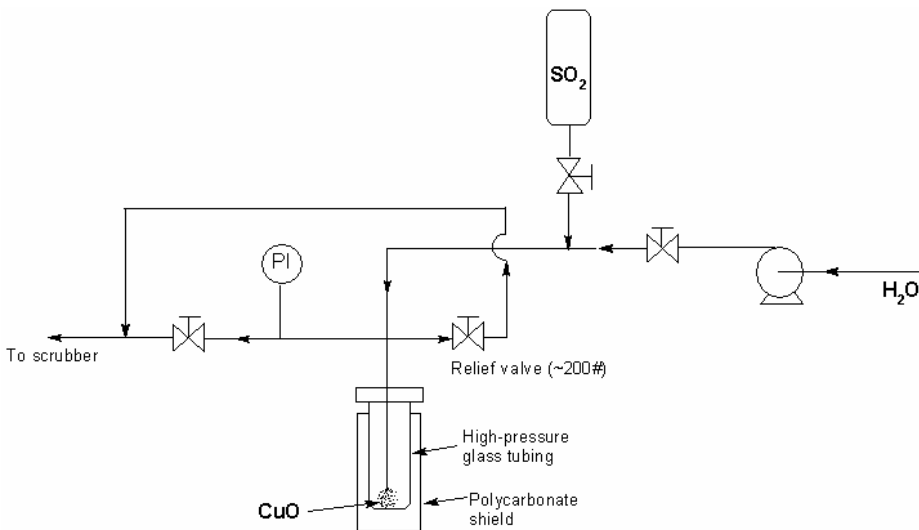 SO₂
PI
H₂O
To scrubber
Relief valve (~200#)
High-pressure
glass tubing
CuO
Polycarbonate
shield